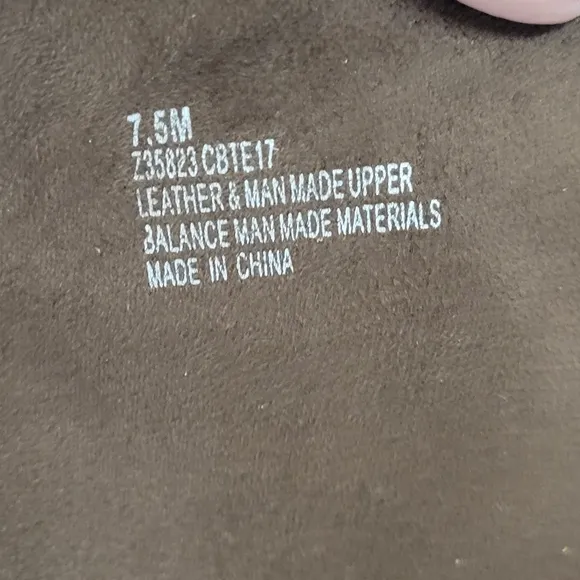 7.5M
Z35823 CBTE17
LEATHER & MAN MADE UPPER
BALANCE MAN MADE MATERIALS
MADE IN CHINA